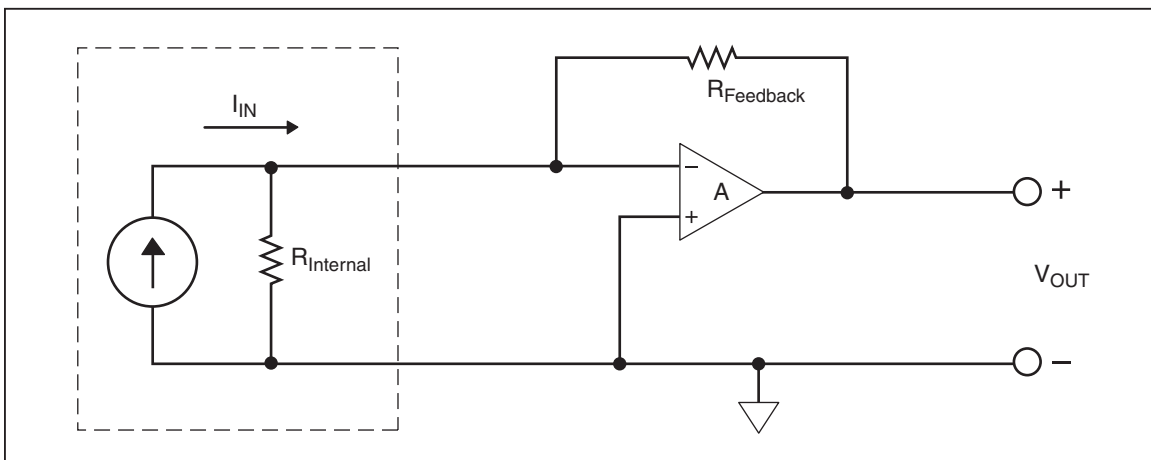 I_IN
R_Feedback
−
A
+
+
R_Internal
V_OUT
−